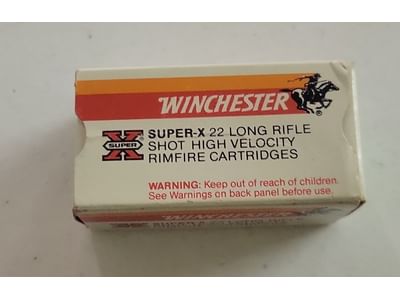 WINCHESTER®
X SUPER
SUPER-X 22 LONG RIFLE
SHOT HIGH VELOCITY
RIMFIRE CARTRIDGES
WARNING: Keep out of reach of children.
See Warnings on back panel before use.
WINCHESTER